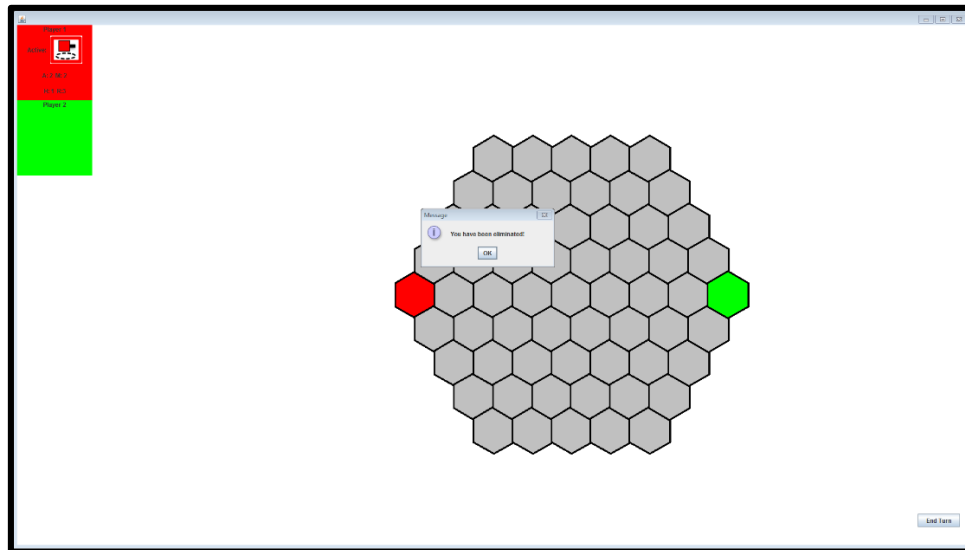 Player 1
Player 2
Message
You have been eliminated!
OK
End Turn